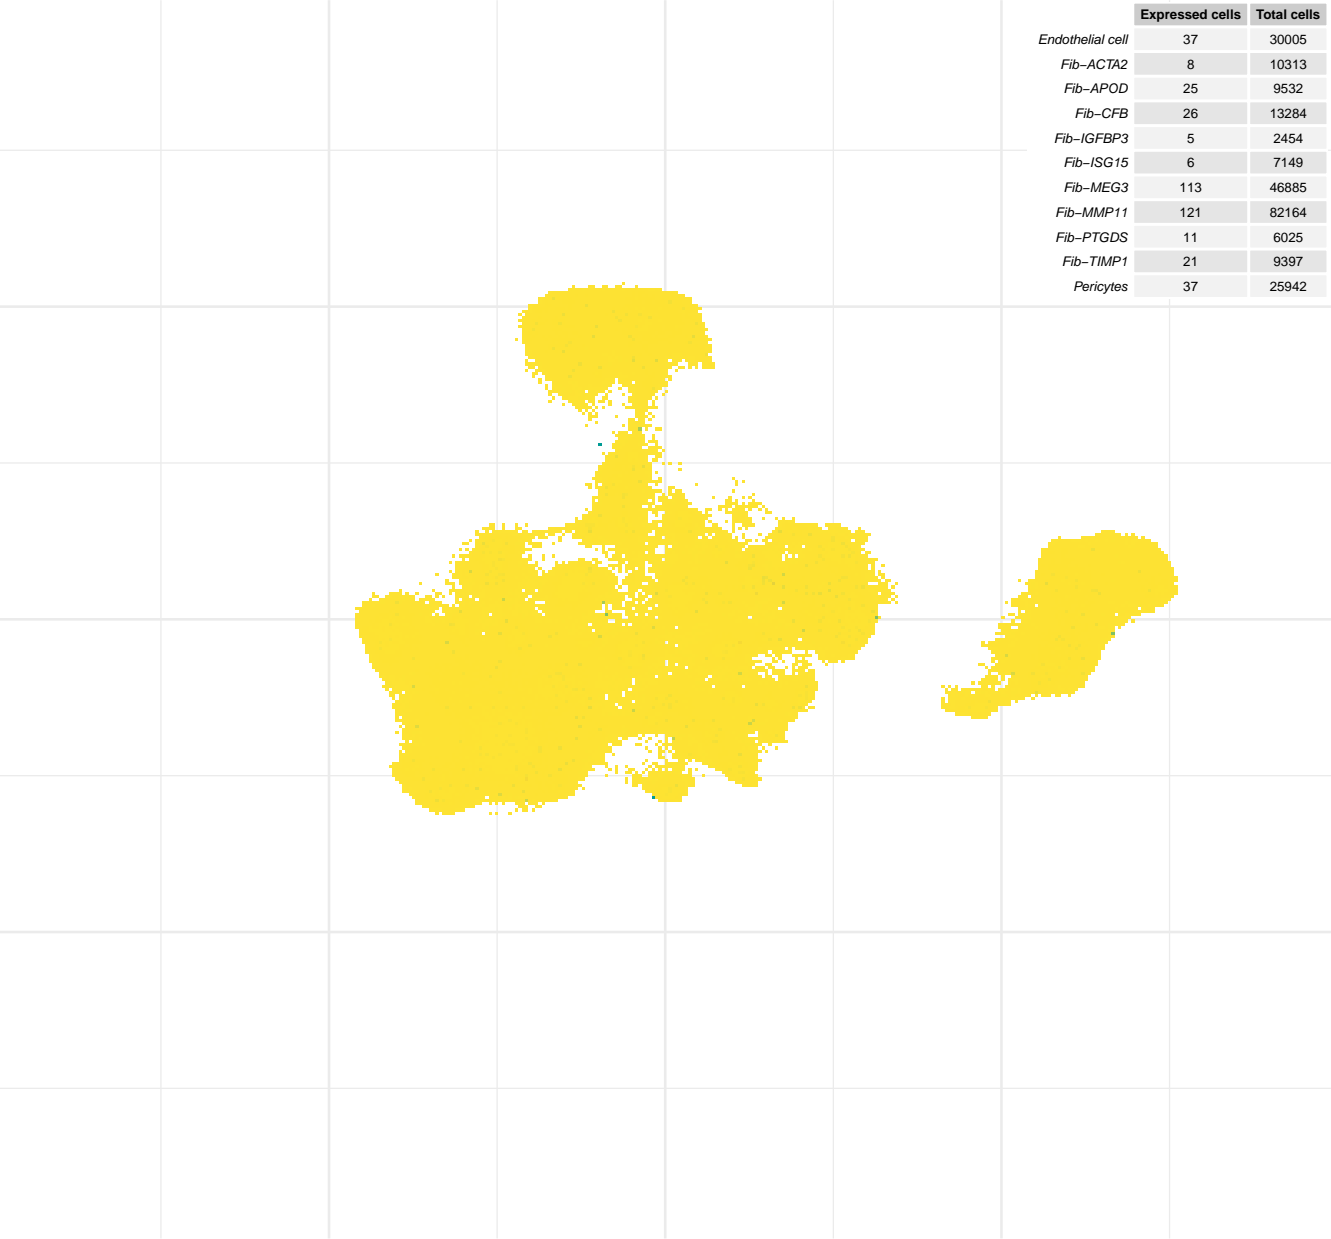 Expressed cells Total cells
Endothelial cell 37 30005
Fib−ACTA2 8 10313
Fib−APOD 25 9532
Fib−CFB 26 13284
Fib−IGFBP3 5 2454
Fib−ISG15 6 7149
Fib−MEG3 113 46885
Fib−MMP11 121 82164
Fib−PTGDS 11 6025
Fib−TIMP1 21 9397
Pericytes 37 25942